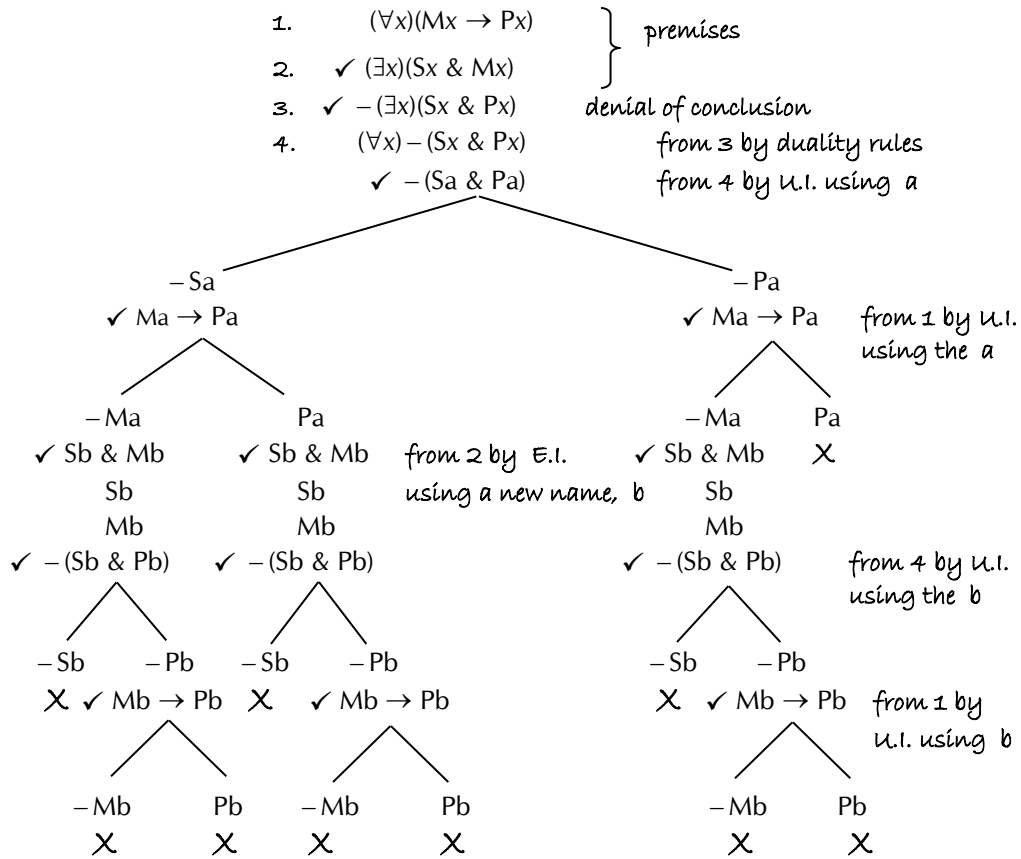 1. (∀x)(Mx → Px) premises
2. ✓ (∃x)(Sx & Mx)
3. ✓ –(∃x)(Sx & Px) denial of conclusion
4. (∀x)–(Sx & Px) from 3 by duality rules
✓ –(Sa & Pa) from 4 by U.I. using a
–Sa –Pa
✓ Ma → Pa ✓ Ma → Pa from 1 by U.I.
using the a
–Ma Pa –Ma Pa
✓ Sb & Mb ✓ Sb & Mb from 2 by E.I. ✓ Sb & Mb X
Sb Sb using a new name, b Sb
Mb Mb Mb
✓ –(Sb & Pb) ✓ –(Sb & Pb) ✓ –(Sb & Pb) from 4 by U.I.
using the b
–Sb –Pb –Sb –Pb –Sb –Pb
X ✓ Mb → Pb X ✓ Mb → Pb X ✓ Mb → Pb from 1 by
U.I. using b
–Mb Pb –Mb Pb –Mb Pb
X X X X X X